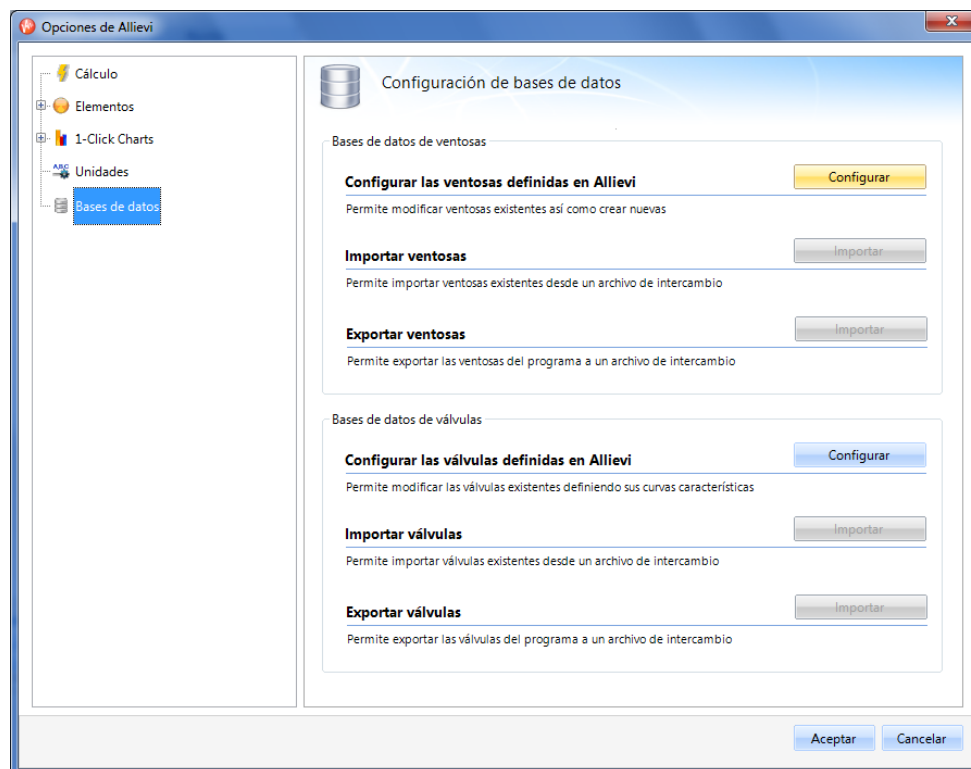 Opciones de Allievi
Cálculo
Elementos
1-Click Charts
ABC
Unidades
Bases de datos
Configuración de bases de datos
Bases de datos de ventosas
Configurar las ventosas definidas en Allievi
Configurar
Permite modificar ventosas existentes así como crear nuevas
Importar ventosas
Importar
Permite importar ventosas existentes desde un archivo de intercambio
Exportar ventosas
Importar
Permite exportar las ventosas del programa a un archivo de intercambio
Bases de datos de válvulas
Configurar las válvulas definidas en Allievi
Configurar
Permite modificar las válvulas existentes definiendo sus curvas características
Importar válvulas
Importar
Permite importar válvulas existentes desde un archivo de intercambio
Exportar válvulas
Importar
Permite exportar las válvulas del programa a un archivo de intercambio
Aceptar
Cancelar